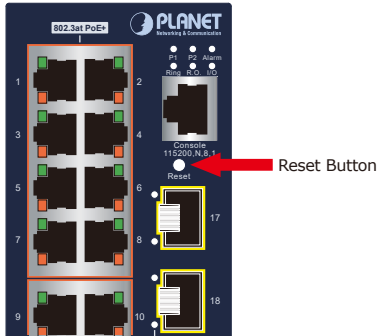 802.3at PoE+
PLANET
Networking & Communication
P1 P2 Alarm
Ring R.O. I/O
1 2
3 4
Console
115200,N,8,1
Reset Button
Reset
5 6
17
7 8
18
9 10